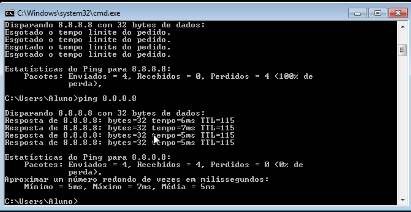 C:\Windows\system32\cmd.exe
Disparando 8.8.8.8 com 32 bytes de dados:
Esgotado o tempo limite do pedido.
Esgotado o tempo limite do pedido.
Esgotado o tempo limite do pedido.
Esgotado o tempo limite do pedido.
Estatísticas do Ping para 8.8.8.8:
Pacotes: Enviados = 4, Recebidos = 0, Perdidos = 4 (100% de
perda),
C:\Users\Aluno>ping 8.8.8.8
Disparando 8.8.8.8 com 32 bytes de dados:
Resposta de 8.8.8.8: bytes=32 tempo=6ms TTL=115
Resposta de 8.8.8.8: bytes=32 tempo=7ms TTL=115
Resposta de 8.8.8.8: bytes=32 tempo=5ms TTL=115
Resposta de 8.8.8.8: bytes=32 tempo=5ms TTL=115
Estatísticas do Ping para 8.8.8.8:
Pacotes: Enviados = 4, Recebidos = 4, Perdidos = 0 (0% de
perda),
Aproximar um número redondo de vezes em milissegundos:
Mínimo = 5ms, Máximo = 7ms, Média = 5ms
C:\Users\Aluno>